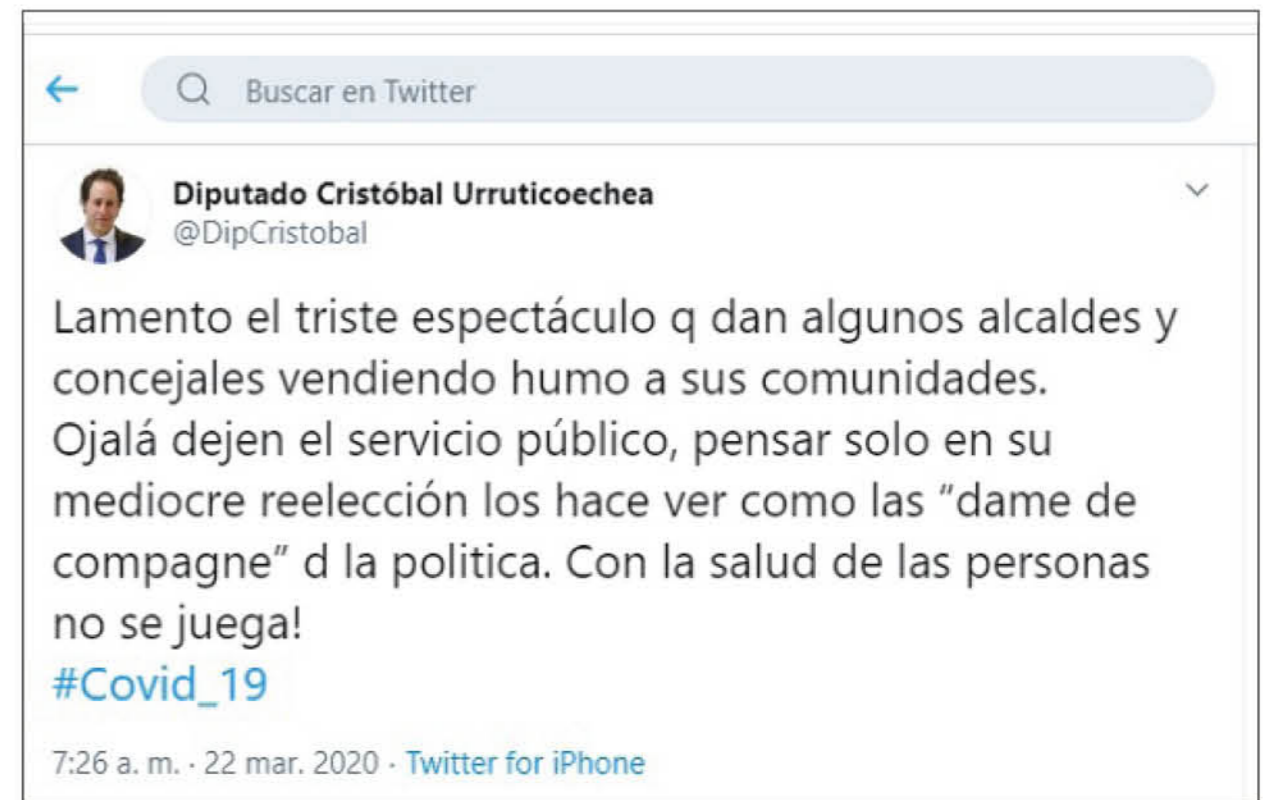 Buscar en Twitter
Diputado Cristóbal Urruticoechea
@DipCristobal
Lamento el triste espectáculo q dan algunos alcaldes y
concejales vendiendo humo a sus comunidades.
Ojalá dejen el servicio público, pensar solo en su
mediocre reelección los hace ver como las “dame de
compagne” d la politica. Con la salud de las personas
no se juega!
#Covid_19
7:26 a. m. · 22 mar. 2020 · Twitter for iPhone